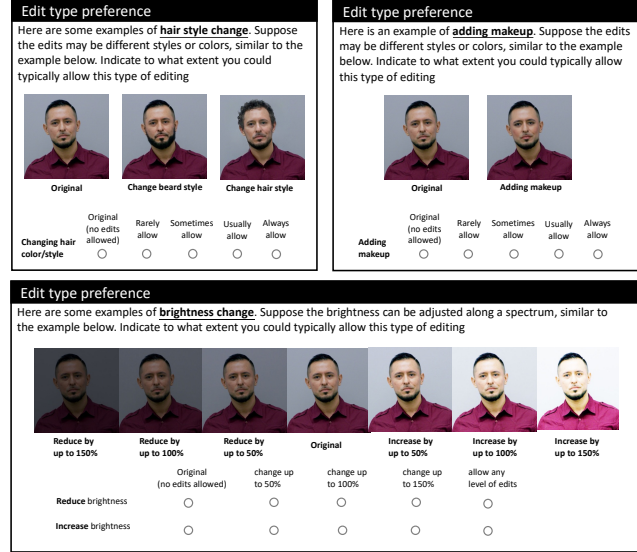 Edit type preference
Here are some examples of hair style change. Suppose
the edits may be different styles or colors, similar to the
example below. Indicate to what extent you could
typically allow this type of editing
Original
Change beard style
Change hair style
Original
(no edits
allowed)
Rarely
allow
Sometimes
allow
Usually
allow
Always
allow
Changing hair
color/style
Edit type preference
Here is an example of adding makeup. Suppose the edits
may be different styles or colors, similar to the example
below. Indicate to what extent you could typically allow
this type of editing
Original
Adding makeup
Original
(no edits
allowed)
Rarely
allow
Sometimes
allow
Usually
allow
Always
allow
Adding
makeup
Edit type preference
Here are some examples of brightness change. Suppose the brightness can be adjusted along a spectrum, similar to
the example below. Indicate to what extent you could typically allow this type of editing
Reduce by
up to 150%
Reduce by
up to 100%
Reduce by
up to 50%
Original
Increase by
up to 50%
Increase by
up to 100%
Increase by
up to 150%
Original
(no edits allowed)
change up
to 50%
change up
to 100%
change up
to 150%
allow any
level of edits
Reduce brightness
Increase brightness